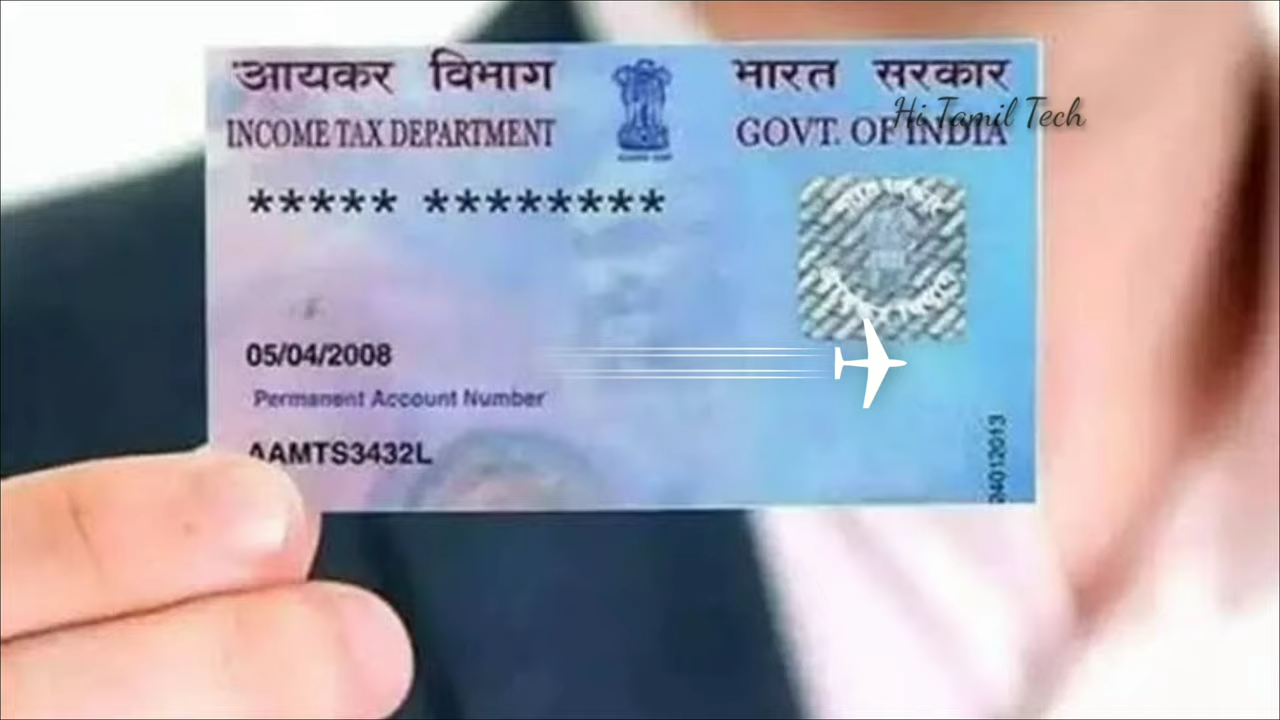 आयकर विभाग
भारत सरकार
INCOME TAX DEPARTMENT
GOVT. OF INDIA
Hi Tamil Tech
***** ********
05/04/2008
Permanent Account Number
AAMTS3432L
04012013